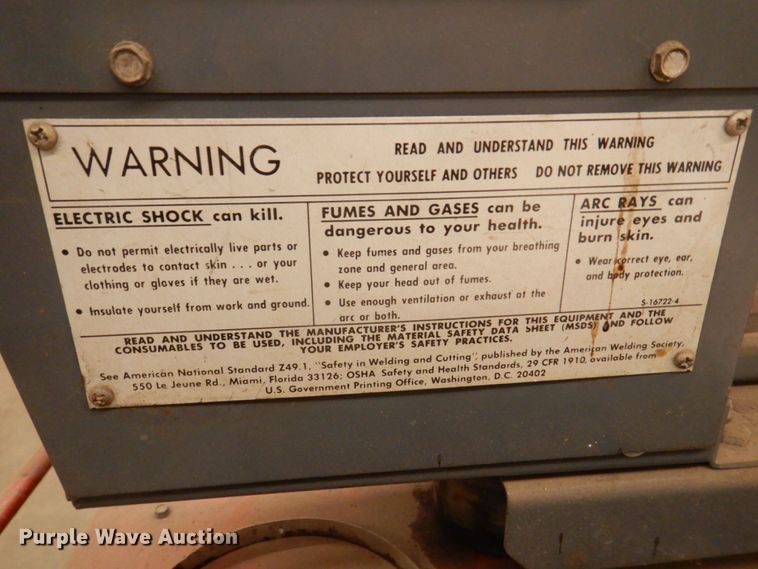 WARNING
READ AND UNDERSTAND THIS WARNING
PROTECT YOURSELF AND OTHERS DO NOT REMOVE THIS WARNING
ELECTRIC SHOCK can kill.
• Do not permit electrically live parts or
electrodes to contact skin . . . or your
clothing or gloves if they are wet.
• Insulate yourself from work and ground.
FUMES AND GASES can be
dangerous to your health.
• Keep fumes and gases from your breathing
zone and general area.
• Keep your head out of fumes.
• Use enough ventilation or exhaust at the
arc or both.
ARC RAYS can
injure eyes and
burn skin.
• Wear correct eye, ear,
and body protection.
S-16722-4
READ AND UNDERSTAND THE MANUFACTURER'S INSTRUCTIONS FOR THIS EQUIPMENT AND THE
CONSUMABLES TO BE USED, INCLUDING THE MATERIAL SAFETY DATA SHEET (MSDS) AND FOLLOW
YOUR EMPLOYER'S SAFETY PRACTICES.
See American National Standard Z49.1, "Safety in Welding and Cutting", published by the American Welding Society,
550 Le Jeune Rd., Miami, Florida 33126; OSHA Safety and Health Standards, 29 CFR 1910, available from
U.S. Government Printing Office, Washington, D.C. 20402
Purple Wave Auction